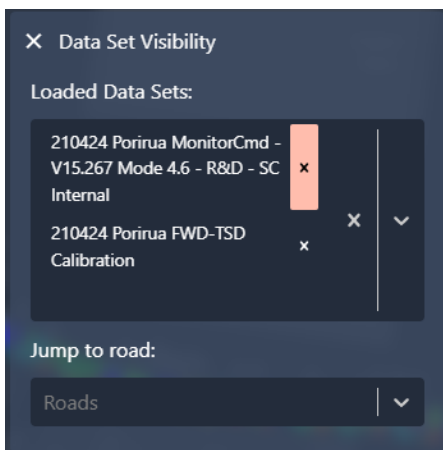 × Data Set Visibility
Loaded Data Sets:
210424 Porirua MonitorCmd -
V15.267 Mode 4.6 - R&D - SC
Internal
210424 Porirua FWD-TSD
Calibration
Jump to road:
Roads